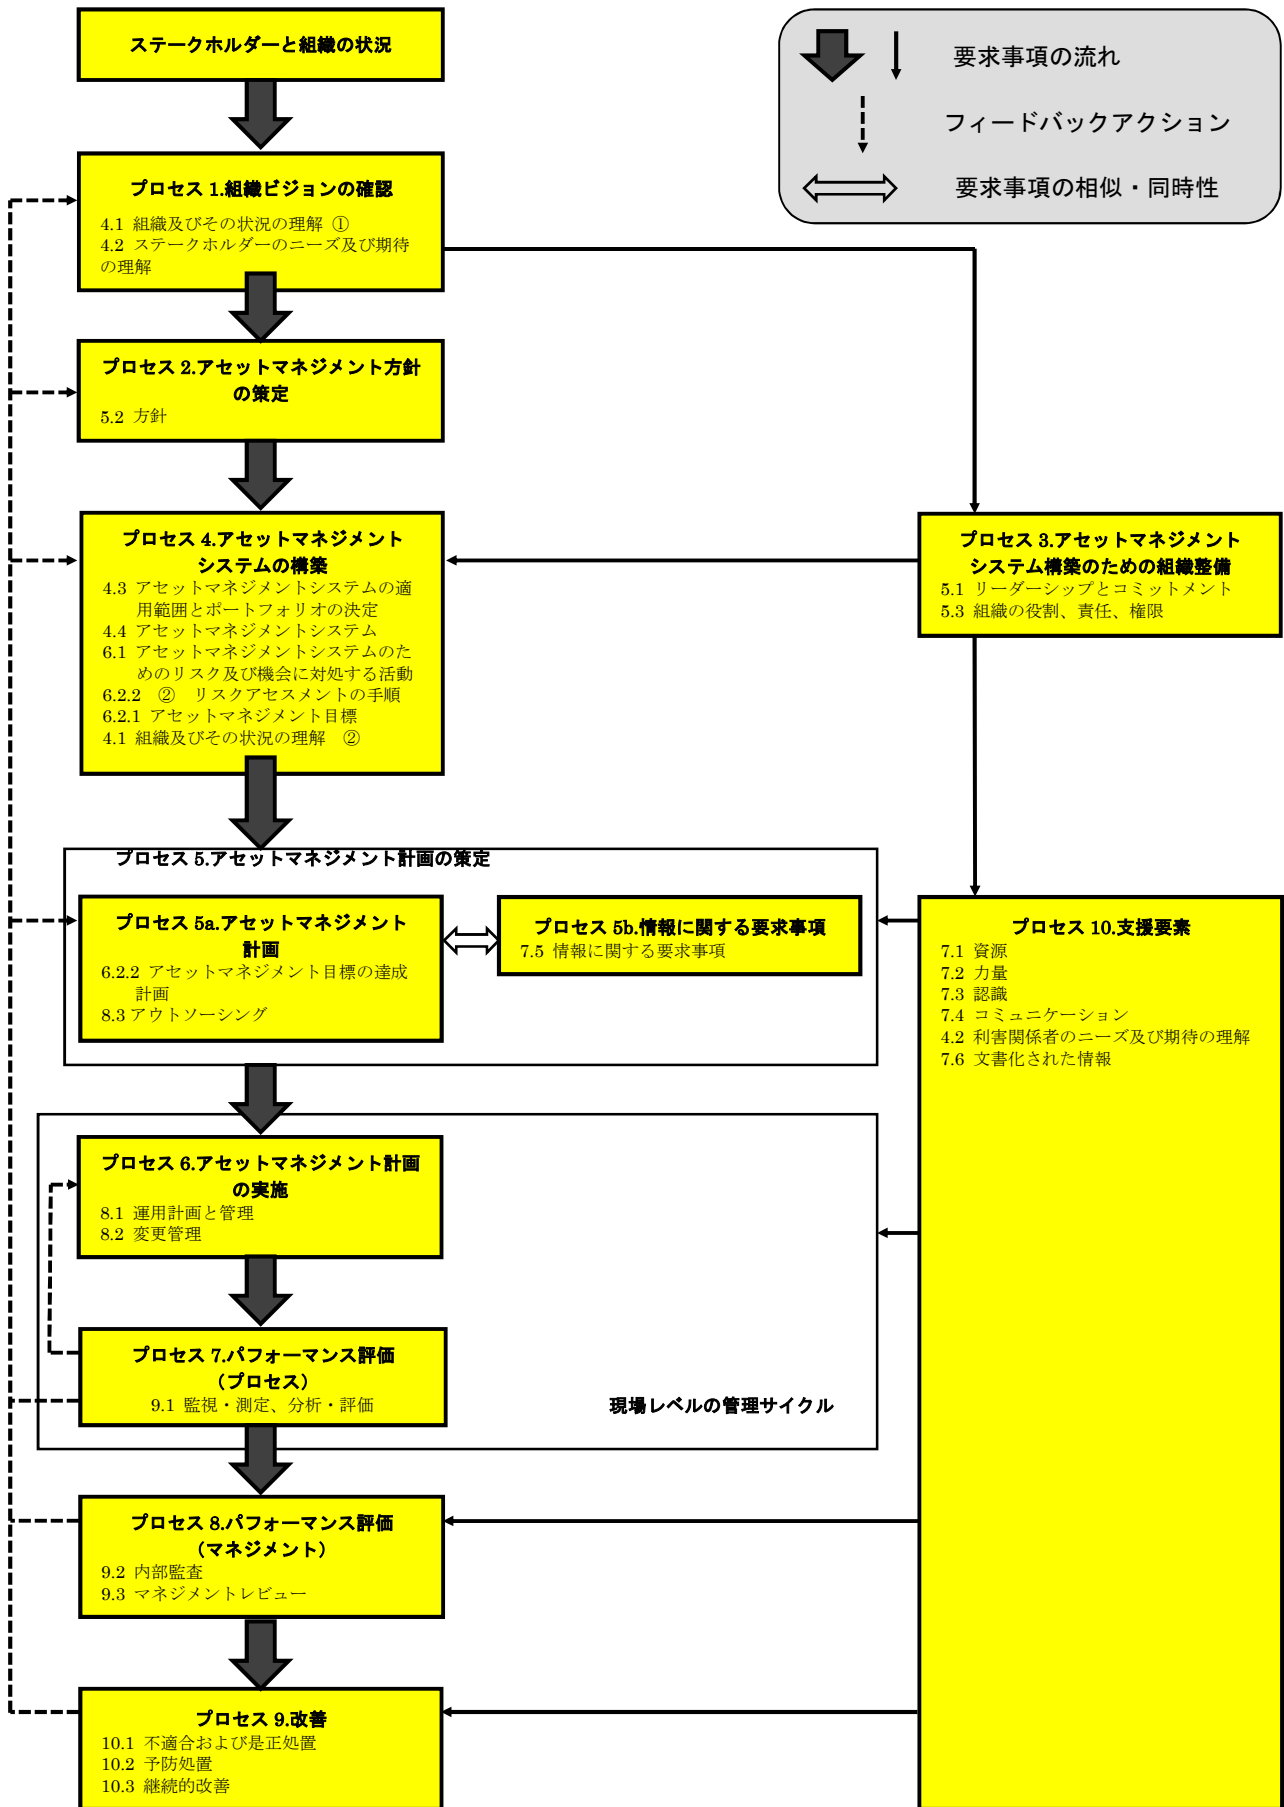 ステークホルダーと組織の状況
要求事項の流れ
フィードバックアクション
要求事項の相似・同時性
プロセス 1.組織ビジョンの確認
4.1 組織及びその状況の理解 ①
4.2 ステークホルダーのニーズ及び期待
の理解
プロセス 2.アセットマネジメント方針
の策定
5.2 方針
プロセス 4.アセットマネジメント
システムの構築
4.3 アセットマネジメントシステムの適
用範囲とポートフォリオの決定
4.4 アセットマネジメントシステム
6.1 アセットマネジメントシステムのた
めのリスク及び機会に対処する活動
6.2.2 ② リスクアセスメントの手順
6.2.1 アセットマネジメント目標
4.1 組織及びその状況の理解 ②
プロセス 3.アセットマネジメント
システム構築のための組織整備
5.1 リーダーシップとコミットメント
5.3 組織の役割、責任、権限
プロセス 5.アセットマネジメント計画の策定
プロセス 5a.アセットマネジメント
計画
6.2.2 アセットマネジメント目標の達成
計画
8.3 アウトソーシング
プロセス 5b.情報に関する要求事項
7.5 情報に関する要求事項
プロセス 10.支援要素
7.1 資源
7.2 力量
7.3 認識
7.4 コミュニケーション
4.2 利害関係者のニーズ及び期待の理解
7.6 文書化された情報
プロセス 6.アセットマネジメント計画
の実施
8.1 運用計画と管理
8.2 変更管理
プロセス 7.パフォーマンス評価
（プロセス）
9.1 監視・測定、分析・評価
現場レベルの管理サイクル
プロセス 8.パフォーマンス評価
（マネジメント）
9.2 内部監査
9.3 マネジメントレビュー
プロセス 9.改善
10.1 不適合および是正処置
10.2 予防処置
10.3 継続的改善